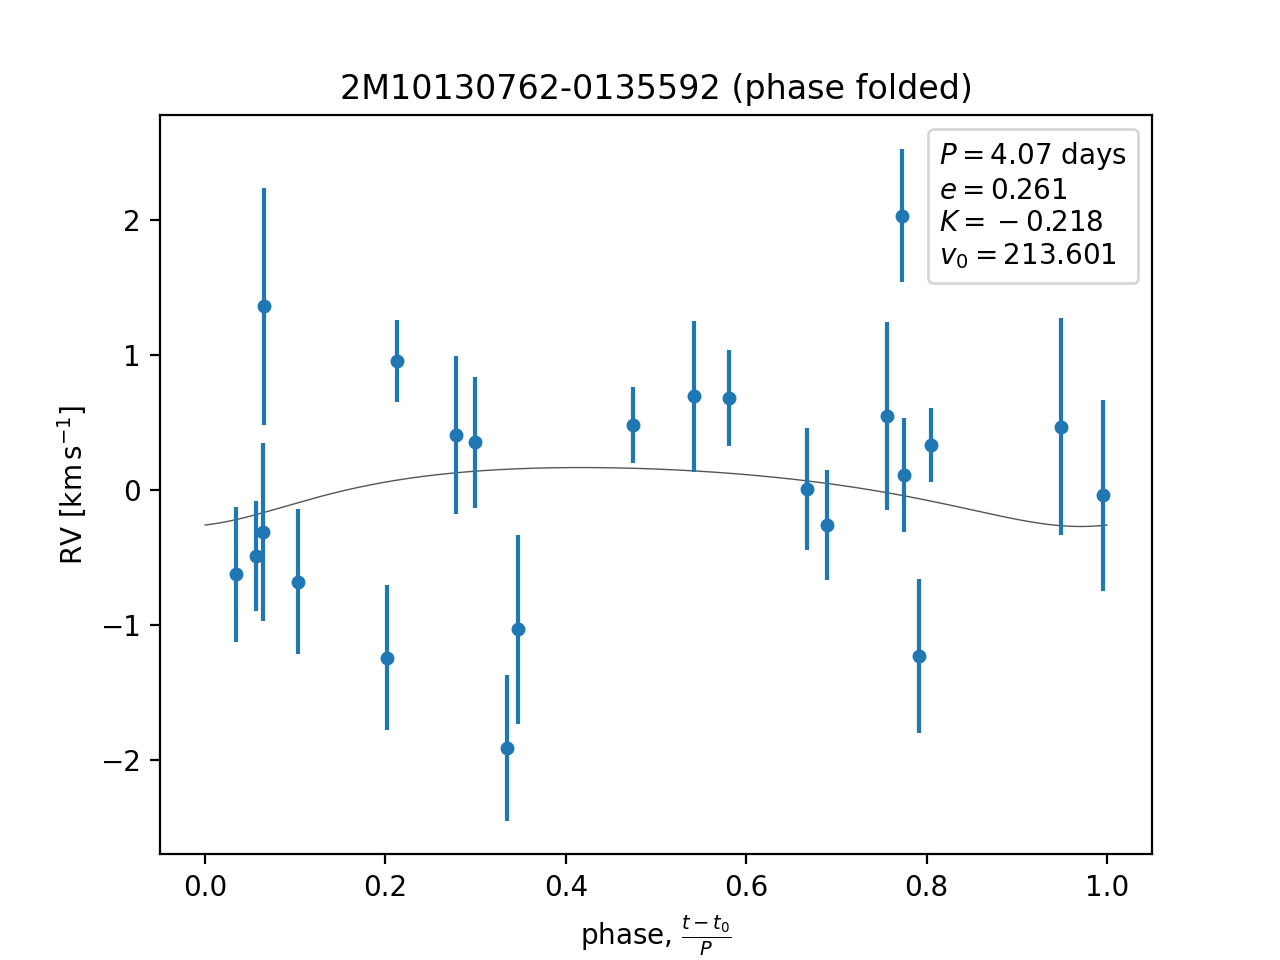 2M10130762-0135592 (phase folded)
P = 4.07 days
e = 0.261
K = −0.218
v₀ = 213.601
RV [km s⁻¹]
2
1
0
−1
−2
0.0 0.2 0.4 0.6 0.8 1.0
phase, (t − t₀)/P